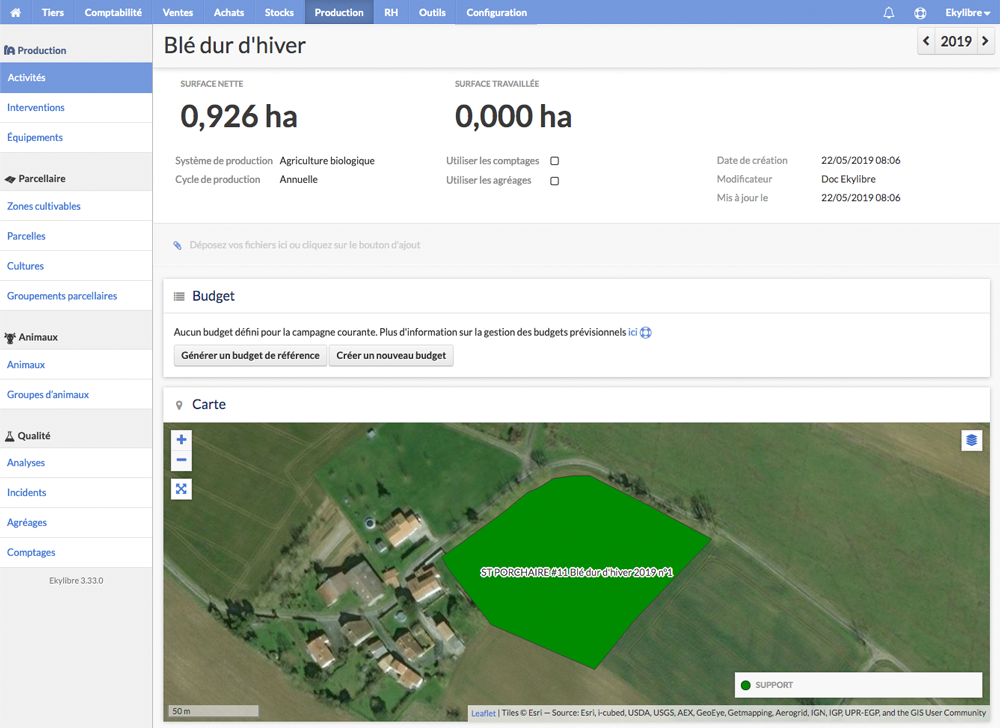 Tiers Comptabilité Ventes Achats Stocks Production RH Outils Configuration Ekylibre
Production
Activités
Interventions
Équipements
Parcellaire
Zones cultivables
Parcelles
Cultures
Groupements parcellaires
Animaux
Animaux
Groupes d'animaux
Qualité
Analyses
Incidents
Agréages
Comptages
Ekylibre 3.33.0
Blé dur d'hiver
2019
SURFACE NETTE SURFACE TRAVAILLÉE
0,926 ha 0,000 ha
Système de production Agriculture biologique Utiliser les comptages Date de création 22/05/2019 08:06
Cycle de production Annuelle Utiliser les agréages Modificateur Doc Ekylibre
Mis à jour le 22/05/2019 08:06
Déposez vos fichiers ici ou cliquez sur le bouton d'ajout
Budget
Aucun budget défini pour la campagne courante. Plus d'information sur la gestion des budgets prévisionnels ici
Générer un budget de référence Créer un nouveau budget
Carte
+
−
ST PORCHAIRE #11 Blé dur d'hiver 2019 n°1
SUPPORT
50 m
Leaflet | Tiles © Esri — Source: Esri, i-cubed, USDA, USGS, AEX, GeoEye, Getmapping, Aerogrid, IGN, IGP, UPR-EGP, and the GIS User Community